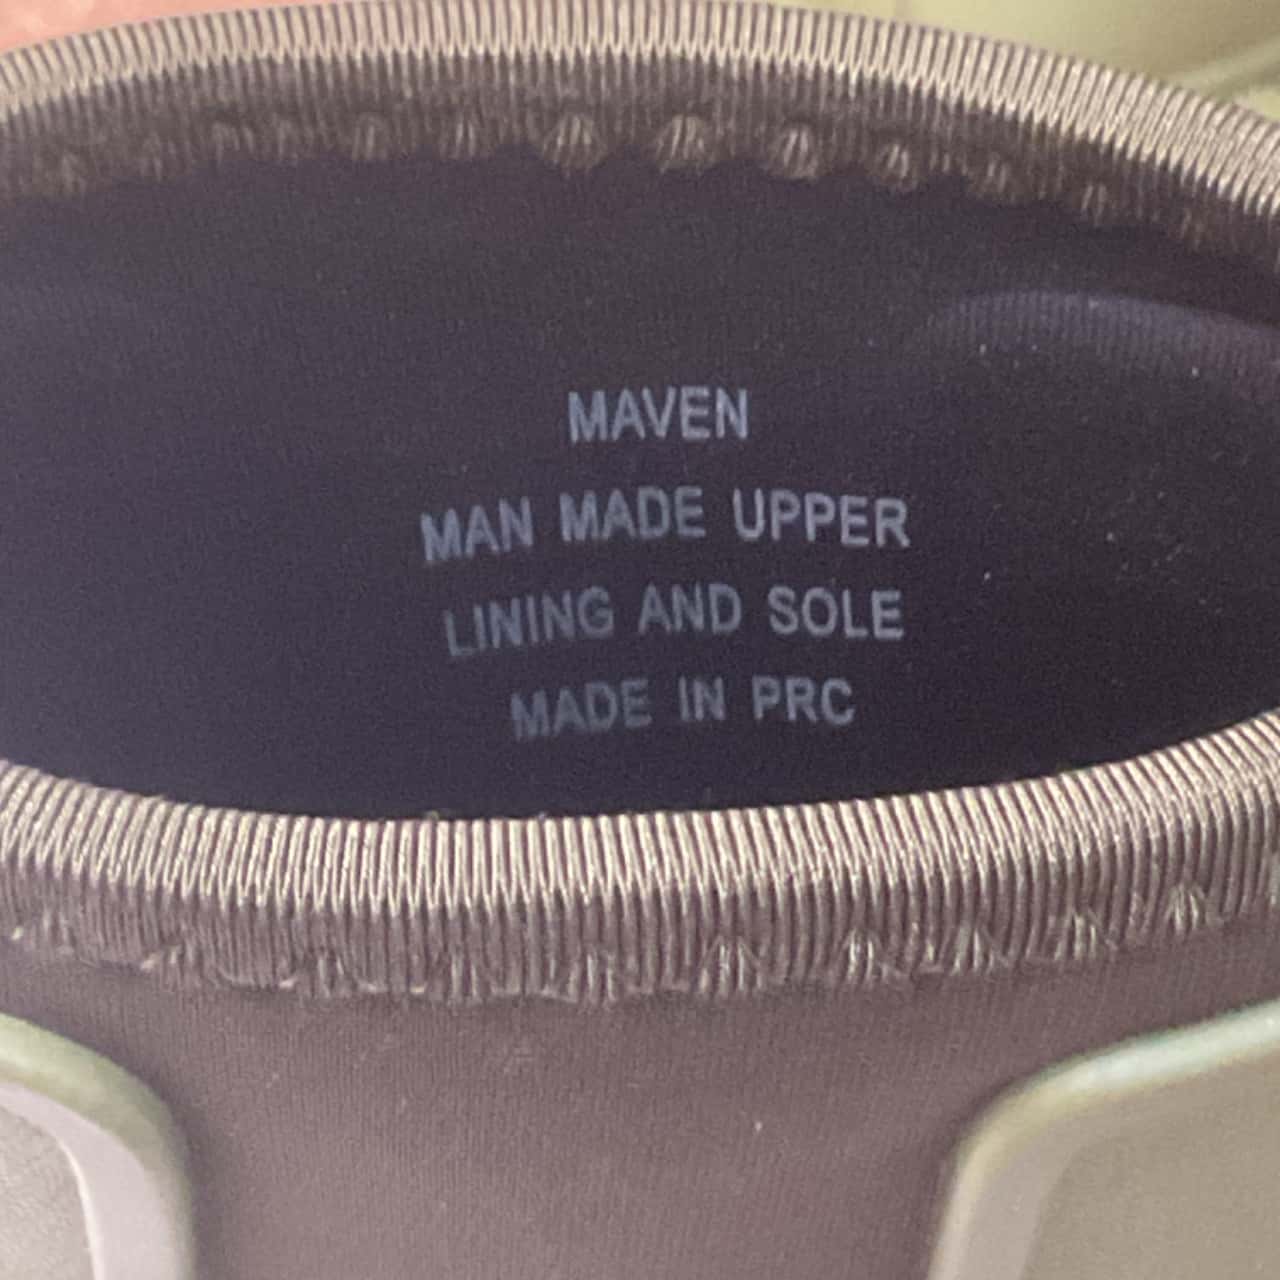 MAVEN
MAN MADE UPPER
LINING AND SOLE
MADE IN PRC